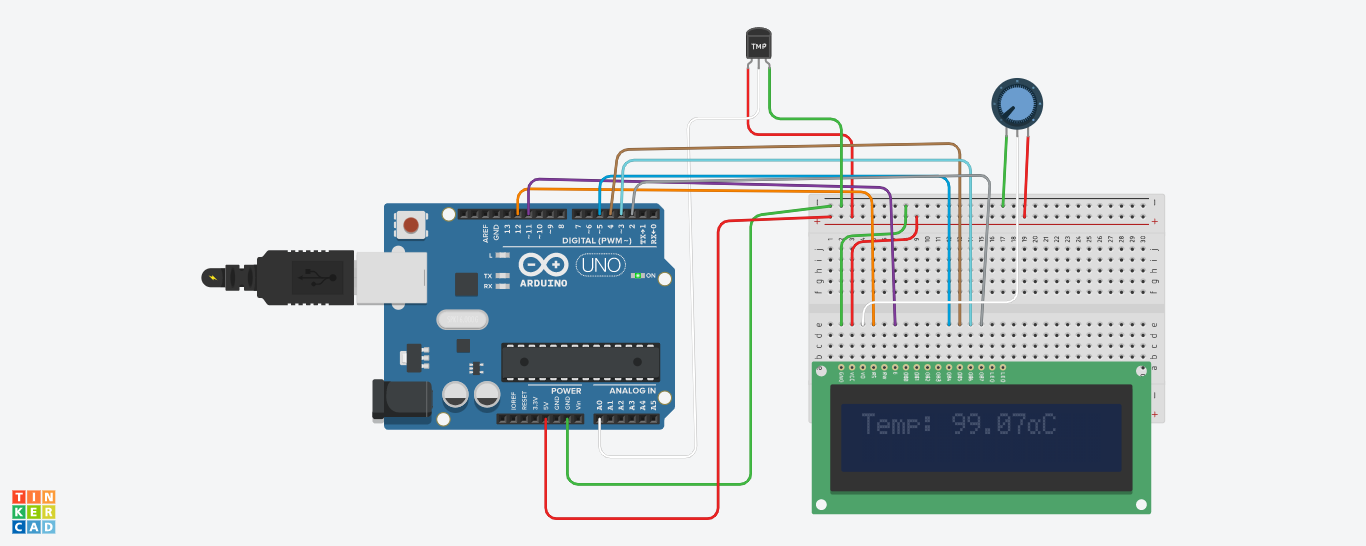 TMP
AREF
GND
13
12
~11
~10
~9
8
7
~6
~5
4
~3
2
TX→1
RX←0
DIGITAL (PWM~)
L
TX
RX
ARDUINO
UNO
ON
POWER
ANALOG IN
IOREF
RESET
3.3V
5V
GND
GND
Vin
A0
A1
A2
A3
A4
A5
j
i
h
g
f
e
d
c
b
a
Temp: 99.07αC
TIN
KER
CAD